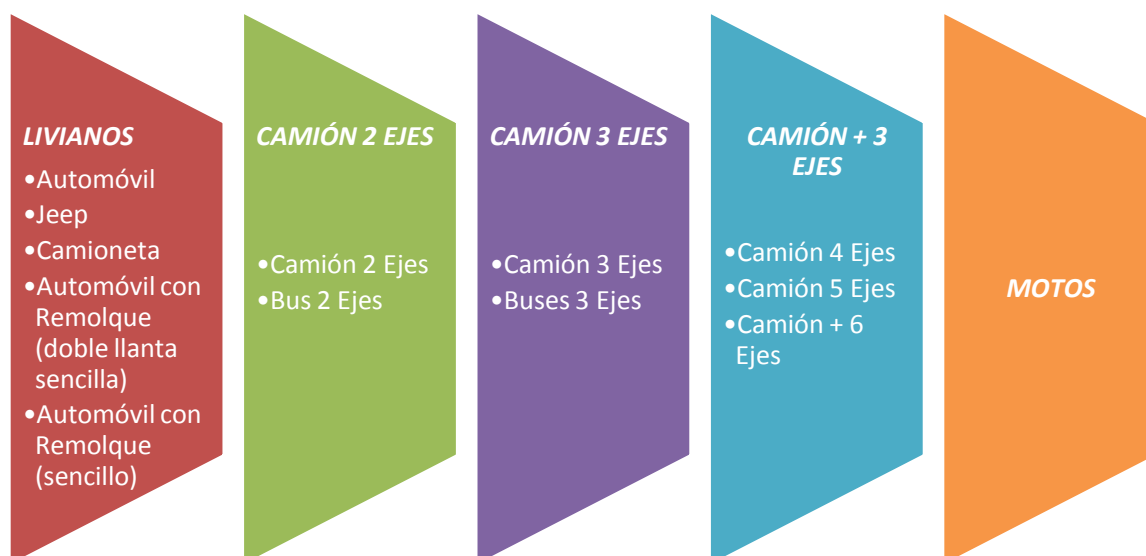 LIVIANOS
•Automóvil
•Jeep
•Camioneta
•Automóvil con
Remolque
(doble llanta
sencilla)
•Automóvil con
Remolque
(sencillo)
CAMIÓN 2 EJES
•Camión 2 Ejes
•Bus 2 Ejes
CAMIÓN 3 EJES
•Camión 3 Ejes
•Buses 3 Ejes
CAMIÓN + 3
EJES
•Camión 4 Ejes
•Camión 5 Ejes
•Camión + 6
Ejes
MOTOS